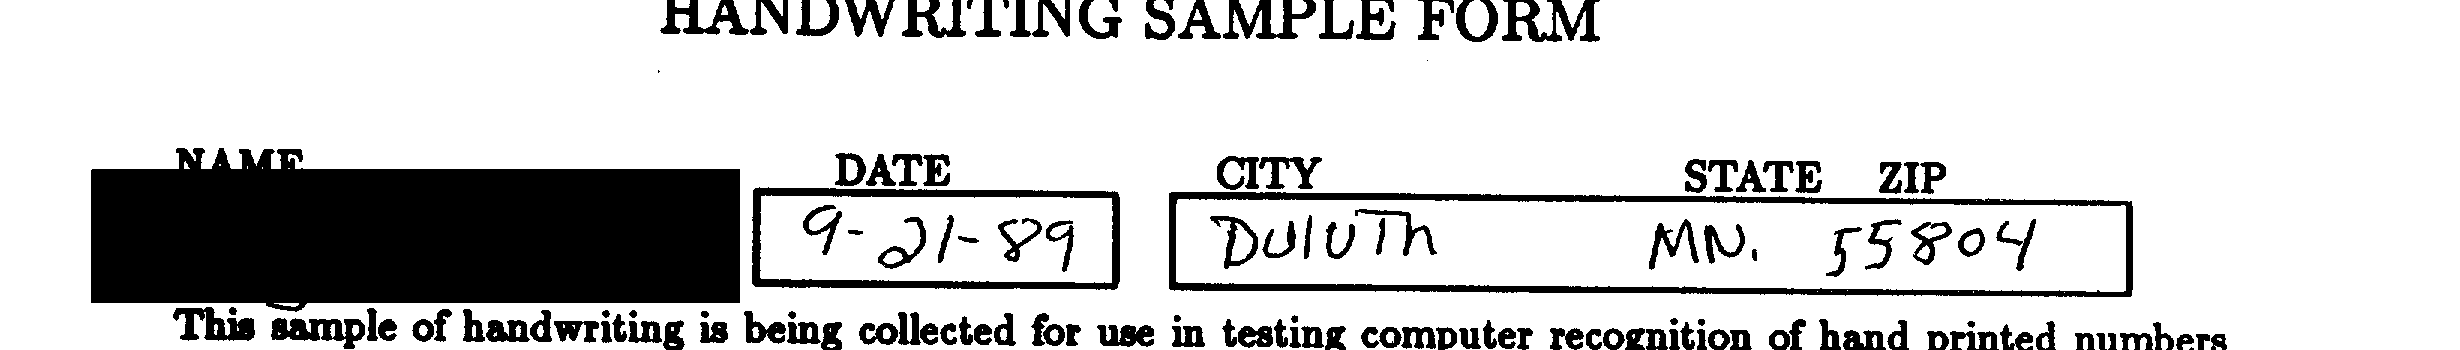 HANDWRITING SAMPLE FORM
NAME DATE CITY STATE ZIP
9-21-89 DUlUTh MN. 55804
This sample of handwriting is being collected for use in testing computer recognition of hand printed numbers